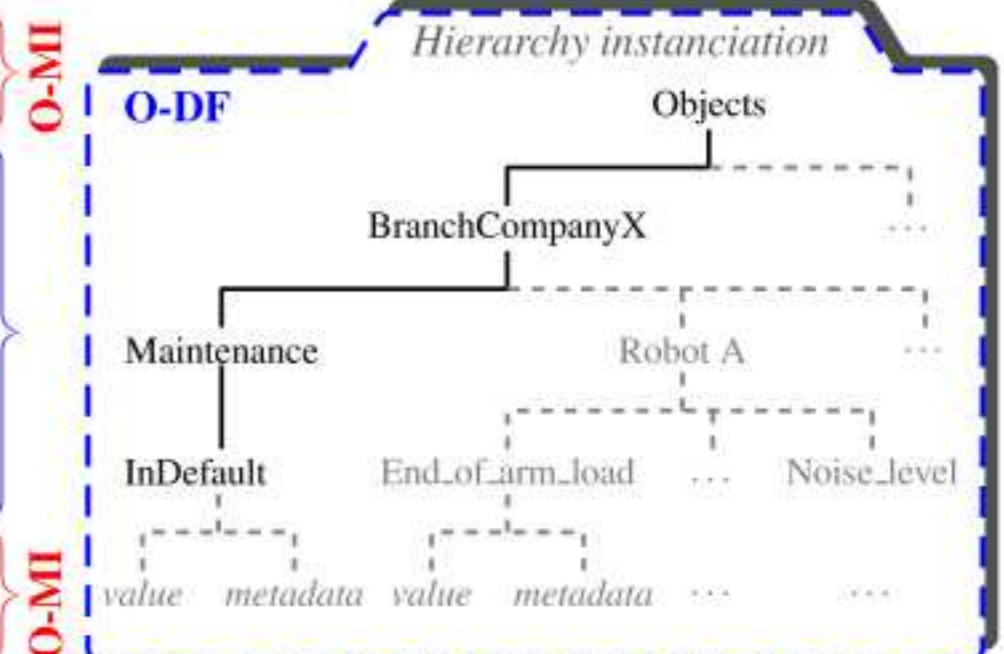 O-MI
Hierarchy instanciation
O-DF
Objects
BranchCompanyX
...
Maintenance
Robot A
...
InDefault
End_of_arm_load
...
Noise_level
value
metadata
value
metadata
...
...
O-MI